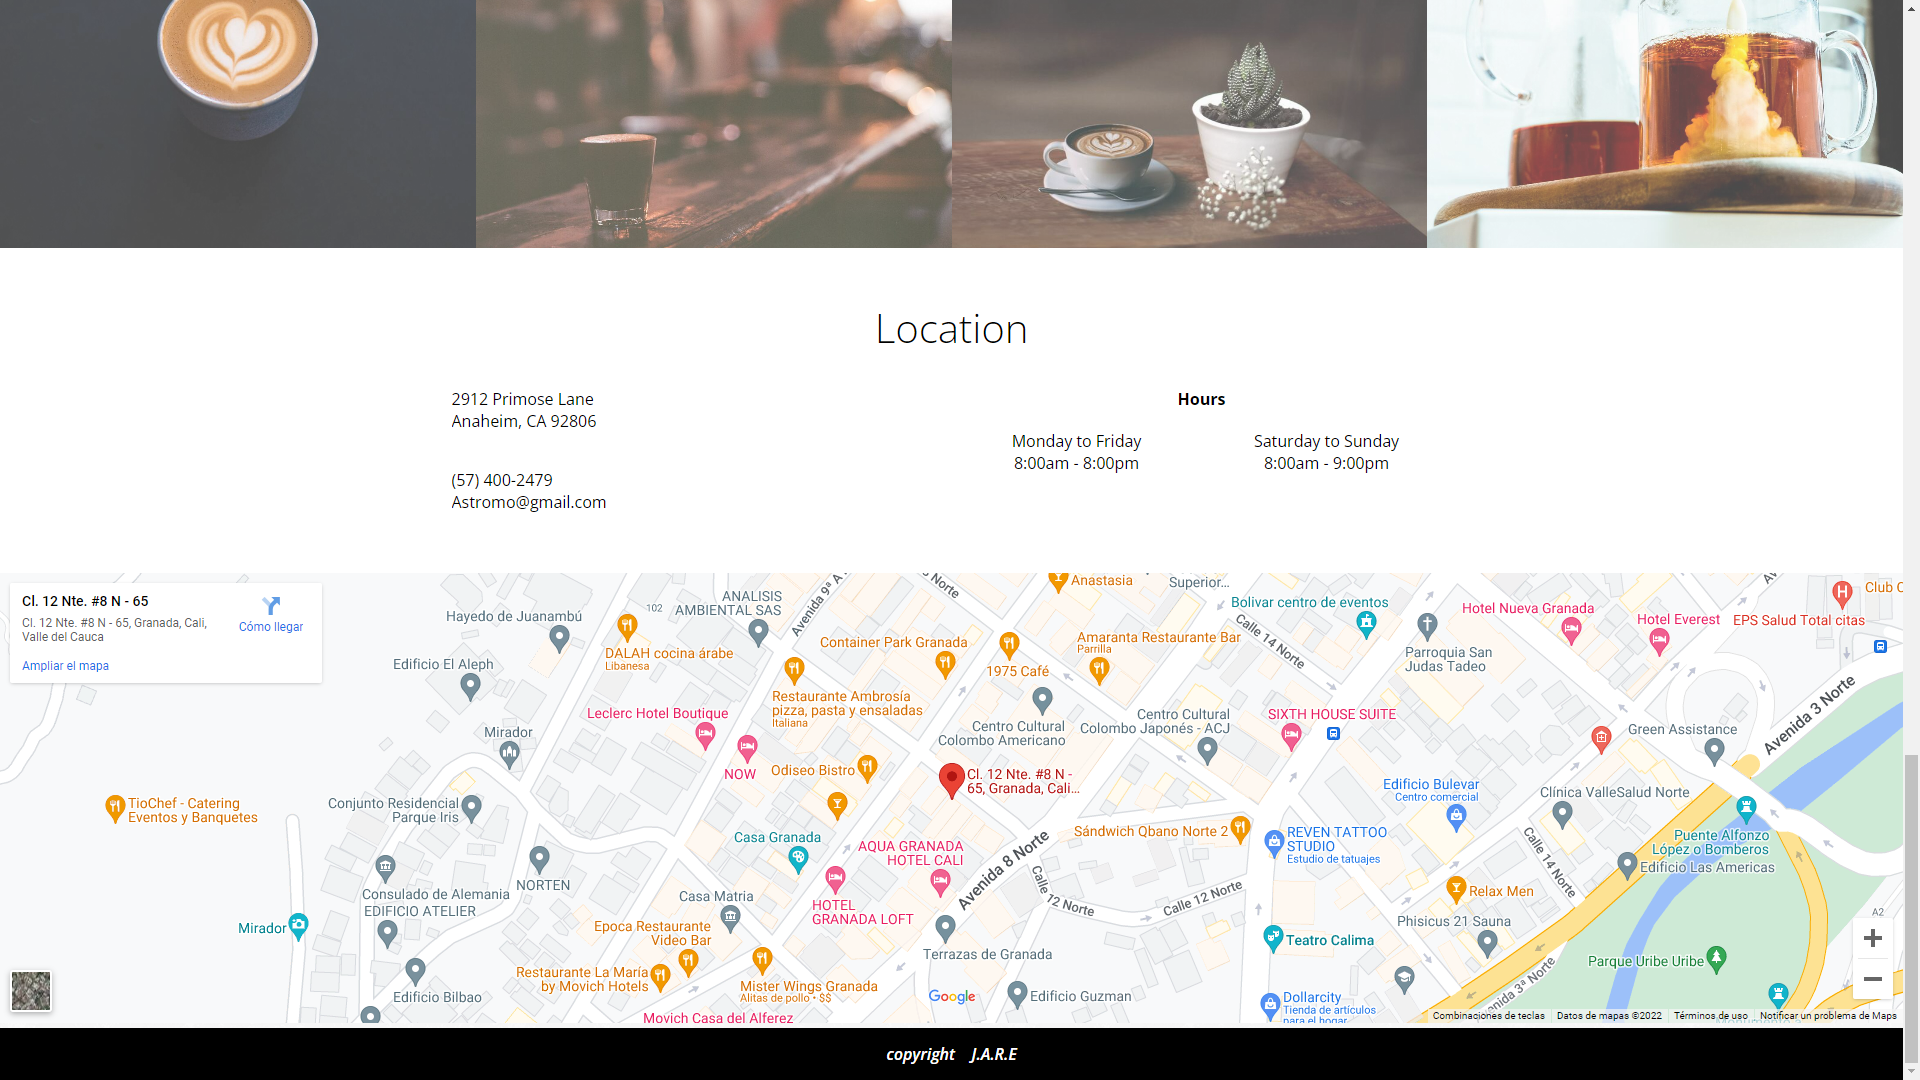 Location
2912 Primose Lane
Anaheim, CA 92806
(57) 400-2479
Astromo@gmail.com
Hours
Monday to Friday
8:00am - 8:00pm
Saturday to Sunday
8:00am - 9:00pm
Cl. 12 Nte. #8 N - 65
Cl. 12 Nte. #8 N - 65, Granada, Cali,
Valle del Cauca
Cómo llegar
Ampliar el mapa
Anastasia
Superior...
Club
ANALISIS
AMBIENTAL SAS
102
Hayedo de Juanambú
Avenida 9ª A
Bolivar centro de eventos
Hotel Nueva Granada
Hotel Everest
EPS Salud Total citas
Calle 14 Norte
Container Park Granada
Amaranta Restaurante Bar
Parrilla
DALAH cocina árabe
Libanesa
Edificio El Aleph
1975 Café
Parroquia San
Judas Tadeo
Restaurante Ambrosía
pizza, pasta y ensaladas
Italiana
Leclerc Hotel Boutique
Centro Cultural
Colombo Americano
Centro Cultural
Colombo Japonés - ACJ
SIXTH HOUSE SUITE
Avenida 3 Norte
Mirador
Green Assistance
NOW
Odiseo Bistro
Cl. 12 Nte. #8 N -
65, Granada, Cali...
Edificio Bulevar
Centro comercial
Clínica ValleSalud Norte
TioChef - Catering
Eventos y Banquetes
Conjunto Residencial
Parque Iris
Casa Granada
Sándwich Qbano Norte 2
REVEN TATTOO
STUDIO
Estudio de tatuajes
Puente Alfonzo
López o Bomberos
Edificio Las Americas
AQUA GRANADA
HOTEL CALI
Avenida 8 Norte
Calle 14 Norte
NORTEN
Consulado de Alemania
EDIFICIO ATELIER
Casa Matria
HOTEL
GRANADA LOFT
Calle 12 Norte
Calle 12 Norte
Relax Men
Phisicus 21 Sauna
A2
Mirador
Epoca Restaurante
Video Bar
Terrazas de Granada
Teatro Calima
Parque Uribe Uribe
Restaurante La María
by Movich Hotels
Mister Wings Granada
Alitas de pollo • $$
Edificio Bilbao
Google
Edificio Guzman
Dollarcity
Tienda de artículos
para el hogar
Avenida 3ª Norte
Movich Casa del Alferez
Combinaciones de teclas
Datos de mapas ©2022
Términos de uso
Notificar un problema de Maps
copyright J.A.R.E